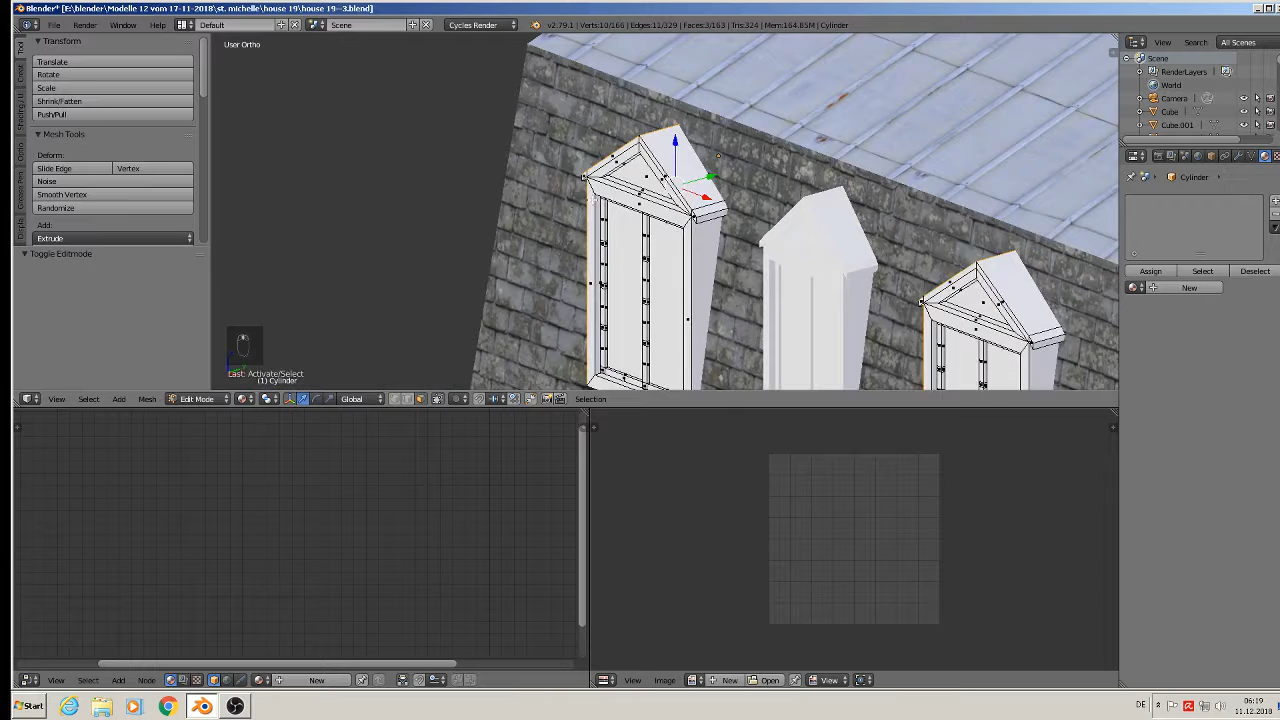 Blender* [E:\blender\Modelle 12 vom 17-11-2018\st. michelle\house 19\house 19--3.blend]
File Render Window Help Default Scene Cycles Render v2.79.1 | Verts:10/166 | Edges:11/329 | Faces:3/163 | Tris:324 | Mem:164.85M | Cylinder
Transform
Translate
Rotate
Scale
Shrink/Fatten
Push/Pull
Mesh Tools
Deform:
Slide Edge Vertex
Noise
Smooth Vertex
Randomize
Add:
Extrude
Toggle Editmode
User Ortho
Last: Activate/Select
(1) Cylinder
View Select Add Mesh Edit Mode Global Selection
View Search All Scenes
Scene
RenderLayers
World
Camera
Cube
Cube.001
Cylinder
Assign Select Deselect
New
View Select Add Node New
View Image New Open View
Start
DE
06:19
11.12.2018